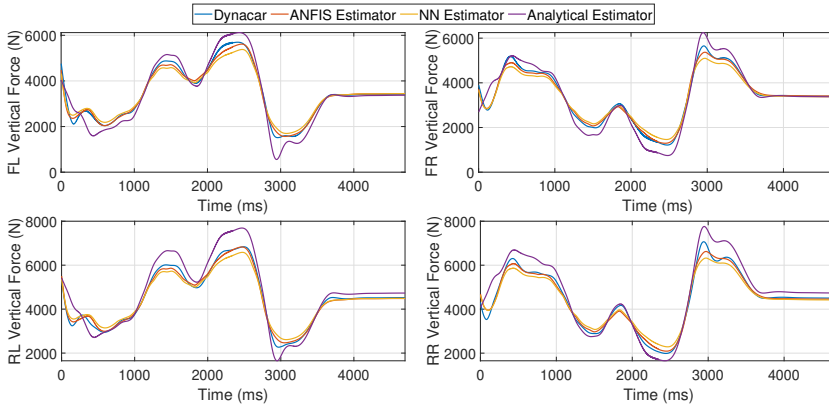 Dynacar ANFIS Estimator NN Estimator Analytical Estimator
FL Vertical Force (N)
6000
4000
2000
0
0 1000 2000 3000 4000
Time (ms)
FR Vertical Force (N)
6000
4000
2000
0
0 1000 2000 3000 4000
Time (ms)
RL Vertical Force (N)
8000
6000
4000
2000
0 1000 2000 3000 4000
Time (ms)
RR Vertical Force (N)
8000
6000
4000
2000
0 1000 2000 3000 4000
Time (ms)